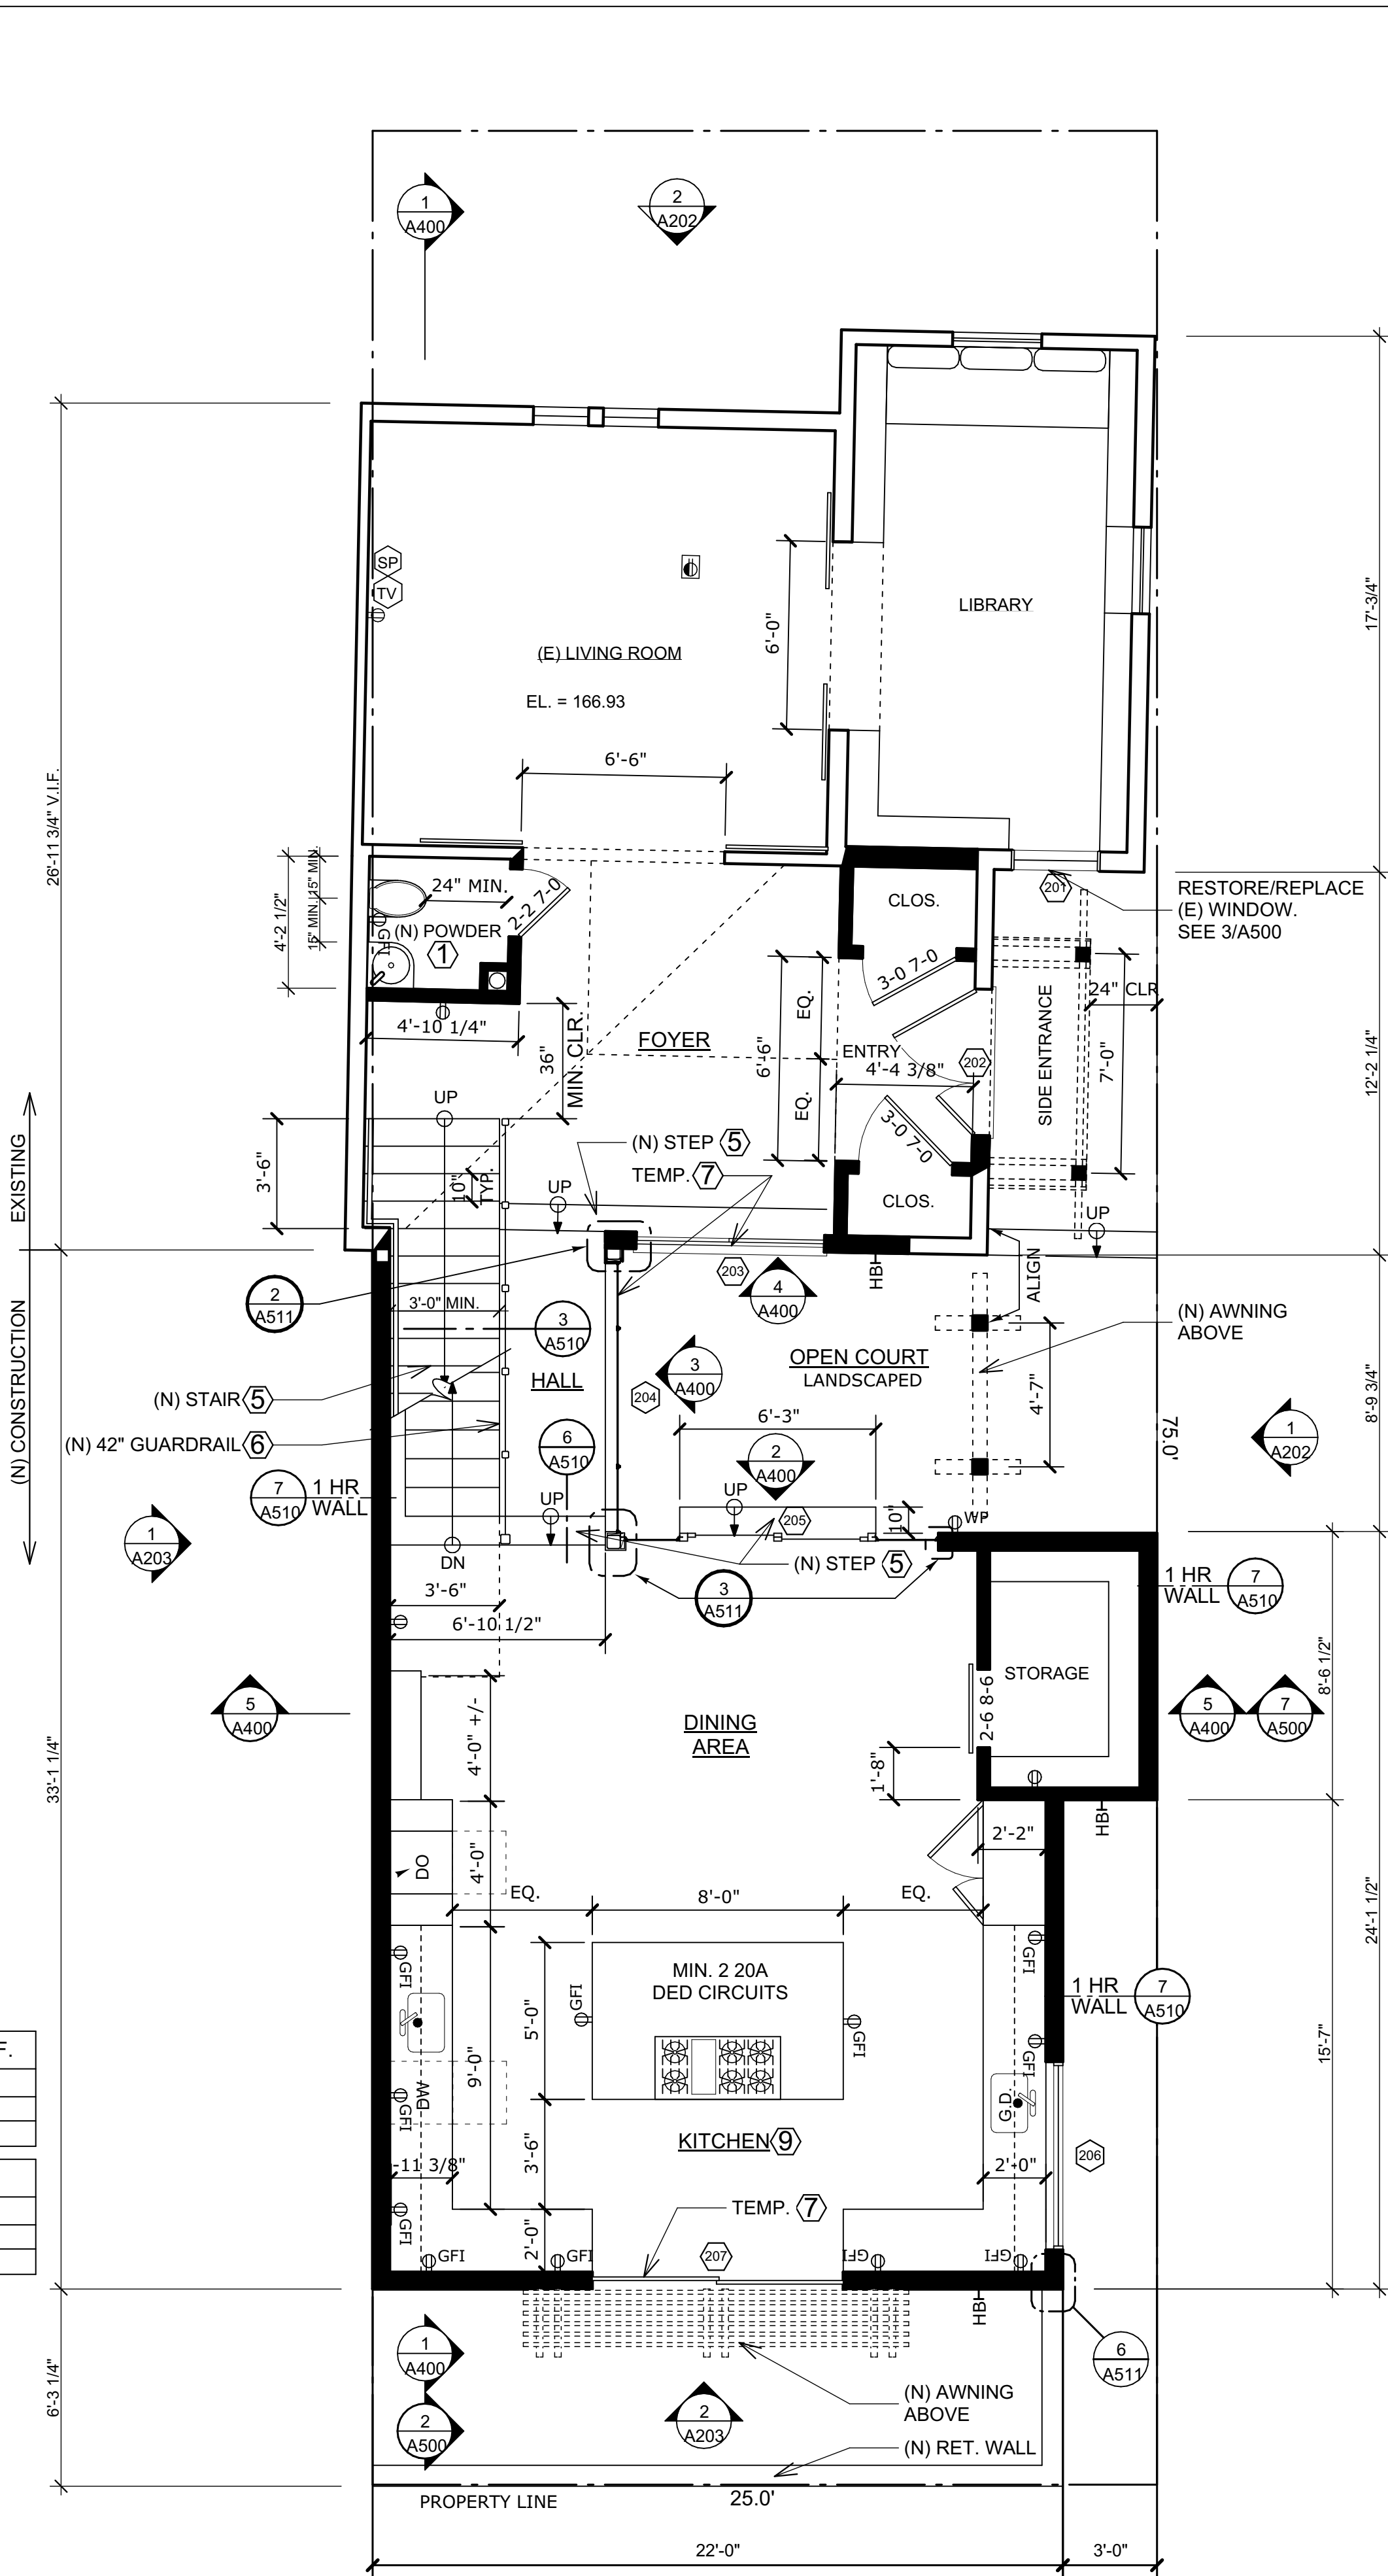 1
A400
2
A202
17'-3/4"
SP
TV
6'-0"
LIBRARY
(E) LIVING ROOM
EL. = 166.93
6'-6"
26'-11 3/4" V.I.F.
4'-2 1/2"
15" MIN.
15" MIN.
24" MIN.
2-2 7-0
GFI
(N) POWDER
1
CLOS.
201
RESTORE/REPLACE
(E) WINDOW.
SEE 3/A500
3-0 7-0
24" CLR
4'-10 1/4"
36"
MIN. CLR.
FOYER
6'-6"
EQ.
EQ.
ENTRY
4'-4 3/8"
202
SIDE ENTRANCE
7'-0"
12'-2 1/4"
EXISTING
UP
3'-6"
10"
TYP.
UP
(N) STEP 5
TEMP. 7
3-0 7-0
CLOS.
UP
203
4
A400
HB
ALIGN
2
A511
3'-0" MIN.
3
A510
(N) AWNING
ABOVE
(N) CONSTRUCTION
HALL
204
3
A400
OPEN COURT
LANDSCAPED
4'-7"
8'-9 3/4"
(N) STAIR 5
6'-3"
(N) 42" GUARDRAIL 6
6
A510
2
A400
75.0'
1
A202
7
A510
1 HR
WALL
UP
UP
205
10"
WP
1
A203
DN
(N) STEP 5
3'-6"
3
A511
1 HR
WALL
7
A510
6'-10 1/2"
STORAGE
8'-6 1/2"
5
A400
2-6 8-6
5
A400
7
A500
4'-0" +/-
DINING
AREA
1'-8"
33'-1 1/4"
HB
2'-2"
DO
4'-0"
EQ.
8'-0"
EQ.
24'-1 1/2"
GFI
MIN. 2 20A
DED CIRCUITS
GFI
GFI
5'-0"
GFI
1 HR
WALL
7
A510
15'-7"
F.
9'-0"
DW
GFI
GFI
G.D.
3'-6"
KITCHEN 9
206
-11 3/8"
2'-0"
GFI
TEMP. 7
2'-0"
GFI
GFI
207
GFI
GFI
HB
1
A400
6
A511
6'-3 1/4"
2
A500
2
A203
(N) AWNING
ABOVE
(N) RET. WALL
PROPERTY LINE
25.0'
22'-0"
3'-0"